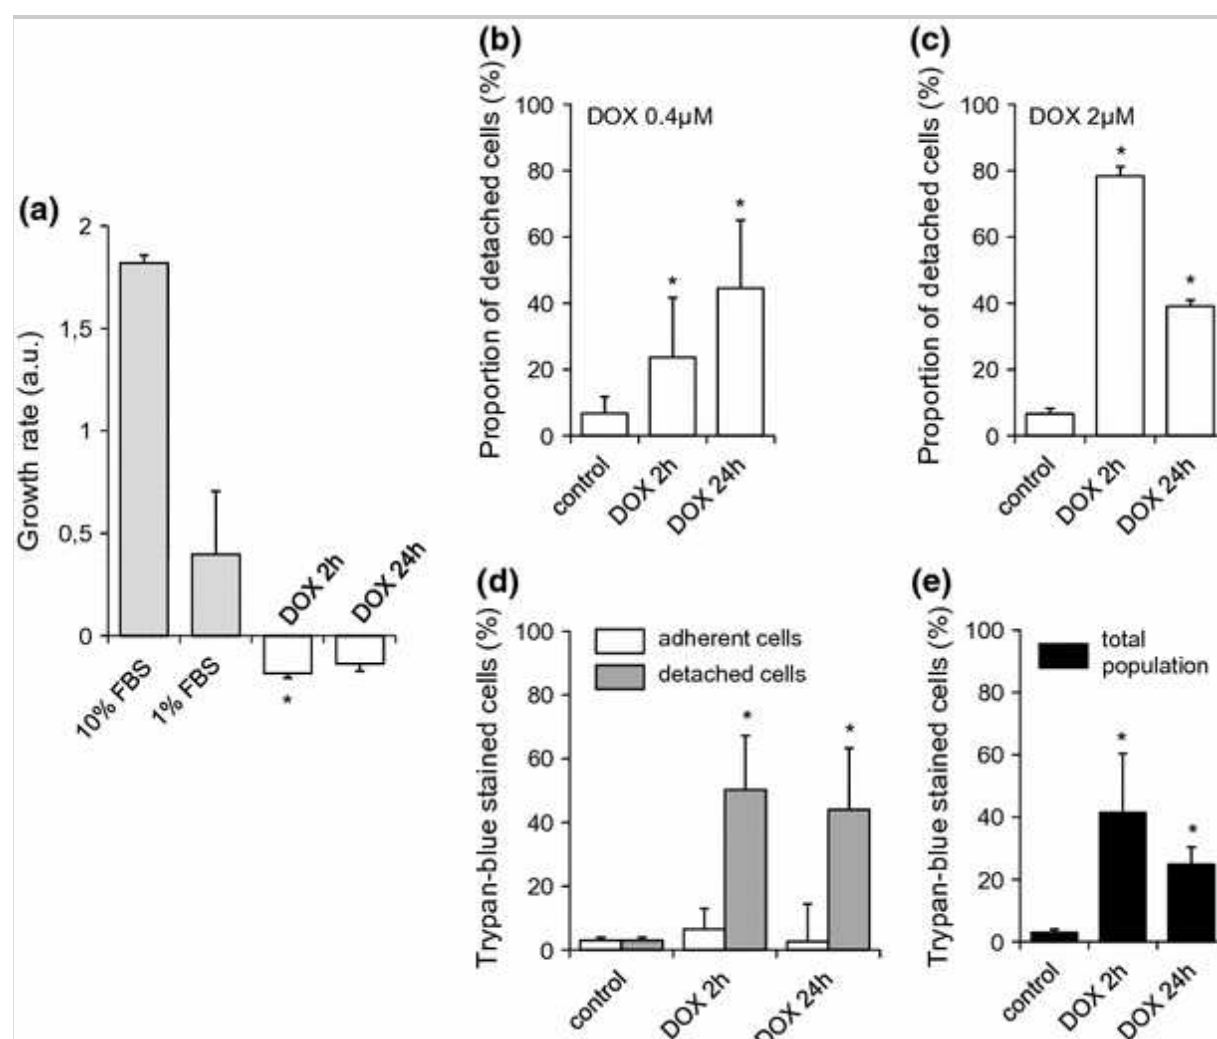 (a)
Growth rate (a.u.)
2
1,5
1
0,5
0
10% FBS
1% FBS
DOX 2h
DOX 24h
*
(b)
Proportion of detached cells (%)
100
80
60
40
20
0
DOX 0.4µM
*
*
control
DOX 2h
DOX 24h
(c)
Proportion of detached cells (%)
100
80
60
40
20
0
DOX 2µM
*
*
control
DOX 2h
DOX 24h
(d)
Trypan-blue stained cells (%)
100
80
60
40
20
0
adherent cells
detached cells
*
*
control
DOX 2h
DOX 24h
(e)
Trypan-blue stained cells (%)
100
80
60
40
20
0
total
population
*
*
control
DOX 2h
DOX 24h